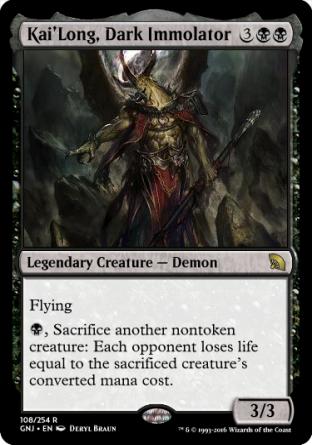 Kai'Long, Dark Immolator 3
Legendary Creature — Demon
Flying
, Sacrifice another nontoken
creature: Each opponent loses life
equal to the sacrificed creature's
converted mana cost.
3/3
108/254 R
GNJ • EN DERYL BRAUN
™ & © 1993-2016 Wizards of the Coast